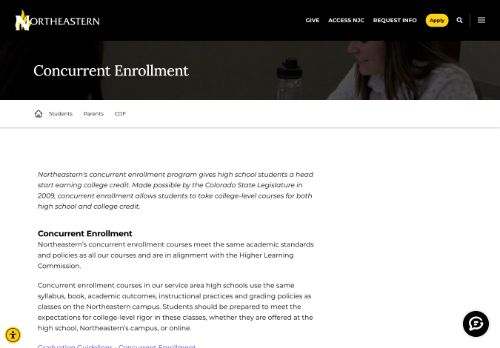 NORTHEASTERN
GIVE ACCESS NJC REQUEST INFO Apply
Concurrent Enrollment
Students Parents COF
Northeastern's concurrent enrollment program gives high school students a head
start earning college credit. Made possible by the Colorado State Legislature in
2009, concurrent enrollment allows students to take college-level courses for both
high school and college credit.
Concurrent Enrollment
Northeastern's concurrent enrollment courses meet the same academic standards
and policies as all our courses and are in alignment with the Higher Learning
Commission.
Concurrent enrollment courses in our service area high schools use the same
syllabus, book, academic outcomes, instructional practices and grading policies as
classes on the Northeastern campus. Students should be prepared to meet the
expectations for college-level rigor in these classes, whether they are offered at the
high school, Northeastern's campus, or online.
Graduation Guidelines - Concurrent Enrollment